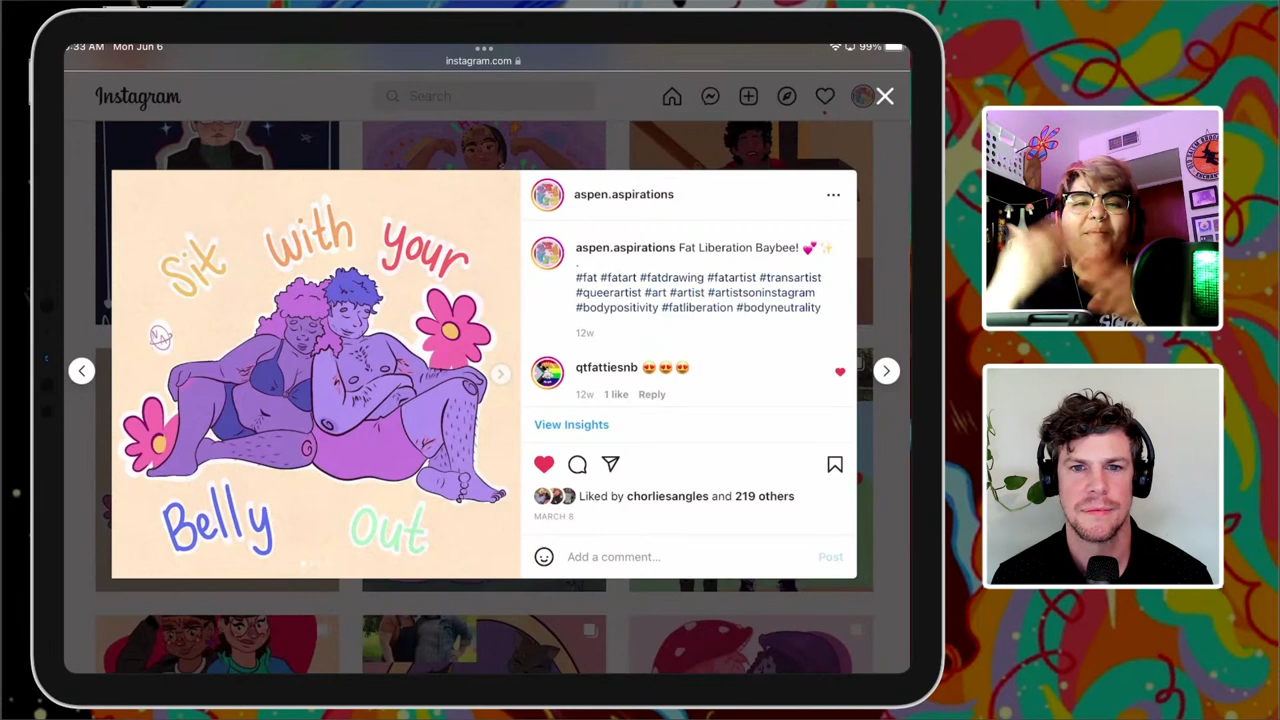 :33 AM Mon Jun 6
99%
instagram.com
Instagram
Search
Sit with your
Belly Out
aspen.aspirations
aspen.aspirations Fat Liberation Baybee! 💕✨
.
#fat #fatart #fatdrawing #fatartist #transartist
#queerartist #art #artist #artistsoninstagram
#bodypositivity #fatliberation #bodyneutrality
12w
qtfattiesnb 😍😍😍
12w 1 like Reply
View Insights
Liked by chorliesangles and 219 others
MARCH 8
Add a comment... Post